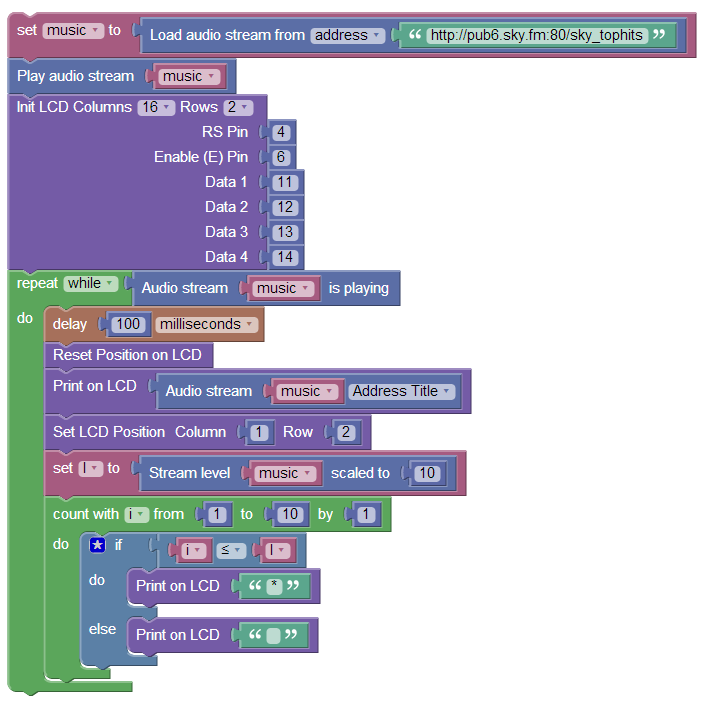 set music to Load audio stream from address “ http://pub6.sky.fm:80/sky_tophits ”
Play audio stream music
Init LCD Columns 16 Rows 2
RS Pin 4
Enable (E) Pin 6
Data 1 11
Data 2 12
Data 3 13
Data 4 14
repeat while Audio stream music is playing
do delay 100 milliseconds
Reset Position on LCD
Print on LCD Audio stream music Address Title
Set LCD Position Column 1 Row 2
set l to Stream level music scaled to 10
count with i from 1 to 10 by 1
do if i ≤ l
do Print on LCD “ * ”
else Print on LCD “ ”